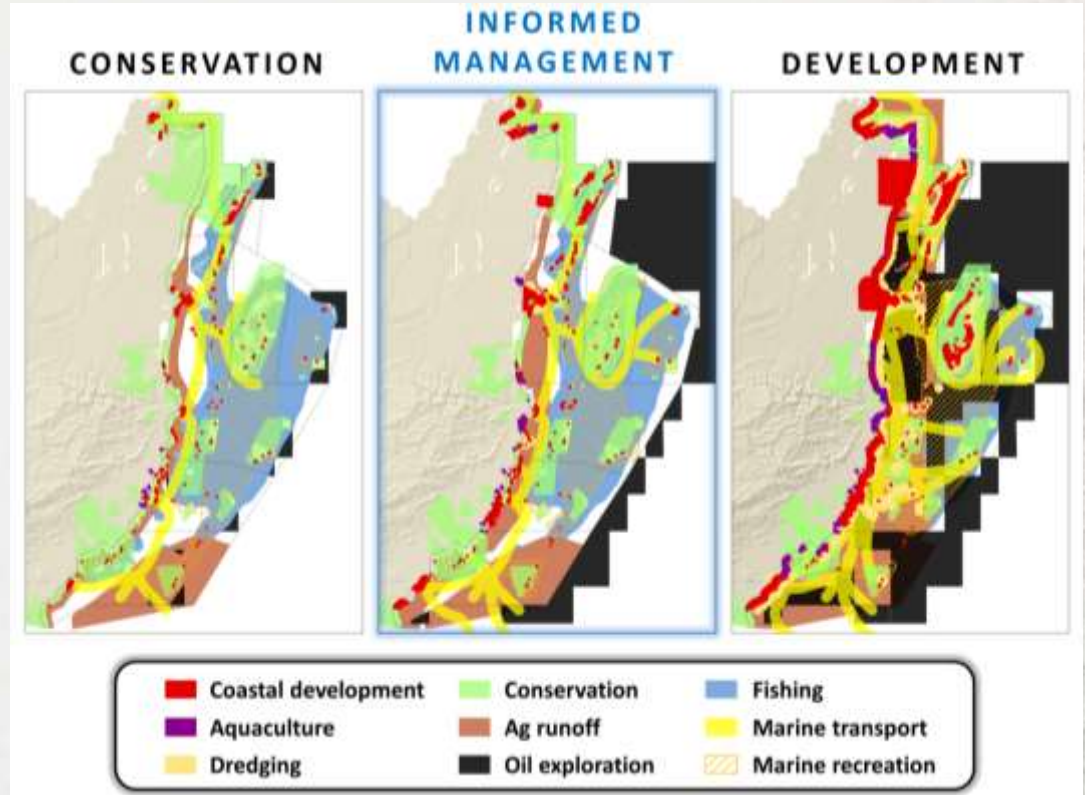 CONSERVATION
INFORMED
MANAGEMENT
DEVELOPMENT
Coastal development
Conservation
Fishing
Aquaculture
Ag runoff
Marine transport
Dredging
Oil exploration
Marine recreation